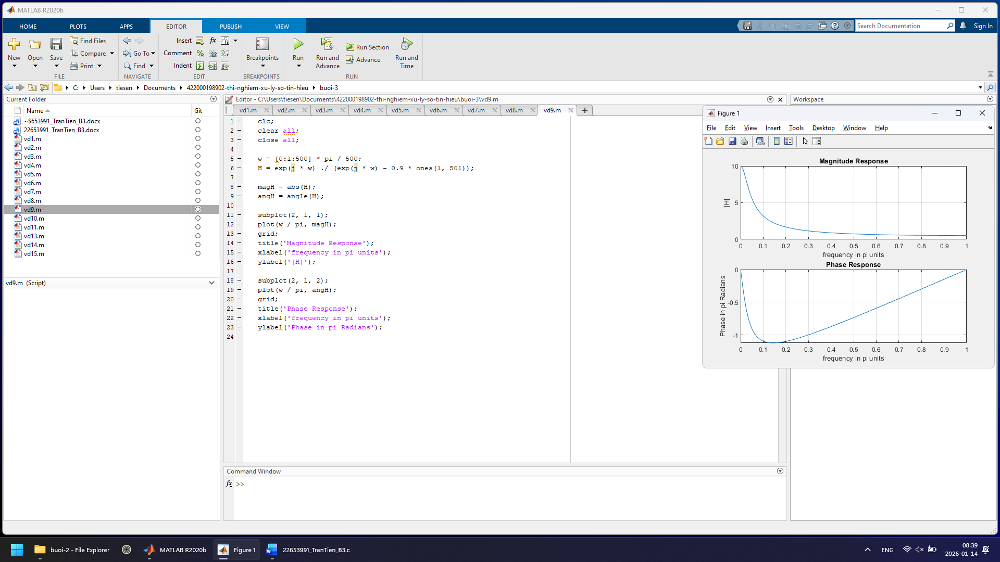 MATLAB R2020b
HOME PLOTS APPS EDITOR PUBLISH VIEW
Search Documentation
Sign In
New
Open
Save
Find Files
Compare
Print
FILE
Go To
Find
NAVIGATE
Insert
Comment
Indent
EDIT
Breakpoints
BREAKPOINTS
Run
Run and Advance
Run Section
Advance
Run and Time
RUN
C: Users tiesen Documents 422000198902-thi-nghiem-xu-ly-so-tin-hieu buoi-3
Current Folder
Name Git
~$653991_TranTien_B3.docx
22653991_TranTien_B3.docx
vd1.m
vd2.m
vd3.m
vd4.m
vd5.m
vd6.m
vd7.m
vd8.m
vd9.m
vd10.m
vd11.m
vd13.m
vd14.m
vd15.m
vd9.m (Script)
Editor - C:\Users\tiesen\Documents\422000198902-thi-nghiem-xu-ly-so-tin-hieu\buoi-3\vd9.m
vd1.m vd2.m vd3.m vd4.m vd5.m vd6.m vd7.m vd8.m vd9.m
1 clc;
2 clear all;
3 close all;
4
5 w = [0:1:500] * pi / 500;
6 H = exp(j * w) ./ (exp(j * w) - 0.9 * ones(1, 501));
7
8 magH = abs(H);
9 angH = angle(H);
10
11 subplot(2, 1, 1);
12 plot(w / pi, magH);
13 grid;
14 title('Magnitude Response');
15 xlabel('frequency in pi units');
16 ylabel('|H|');
17
18 subplot(2, 1, 2);
19 plot(w / pi, angH);
20 grid;
21 title('Phase Response');
22 xlabel('frequency in pi units');
23 ylabel('Phase in pi Radians');
24
Command Window
fx >>
Workspace
Figure 1
File Edit View Insert Tools Desktop Window Help
Magnitude Response
|H|
10
5
0
0 0.1 0.2 0.3 0.4 0.5 0.6 0.7 0.8 0.9 1
frequency in pi units
Phase Response
Phase in pi Radians
0
-0.5
-1
0 0.1 0.2 0.3 0.4 0.5 0.6 0.7 0.8 0.9 1
frequency in pi units
buoi-2 - File Explorer
MATLAB R2020b
Figure 1
22653991_TranTien_B3.c
ENG
08:39
2026-01-14